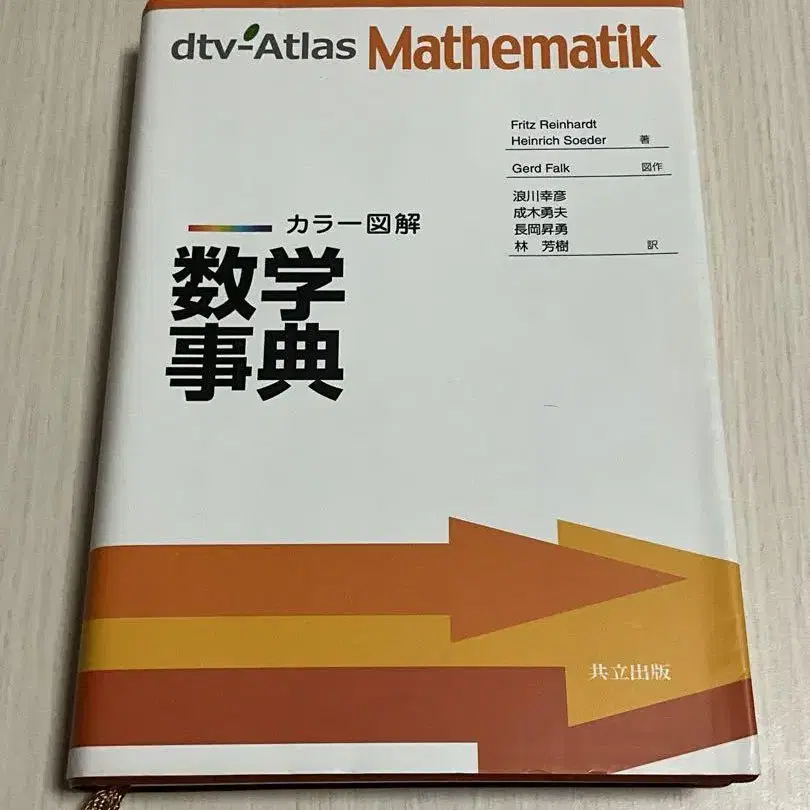 dtv-Atlas Mathematik
Fritz Reinhardt
Heinrich Soeder 著
Gerd Falk 図作
浪川幸彦
成木勇夫
長岡昇勇
林 芳樹 訳
カラー図解
数学
事典
共立出版